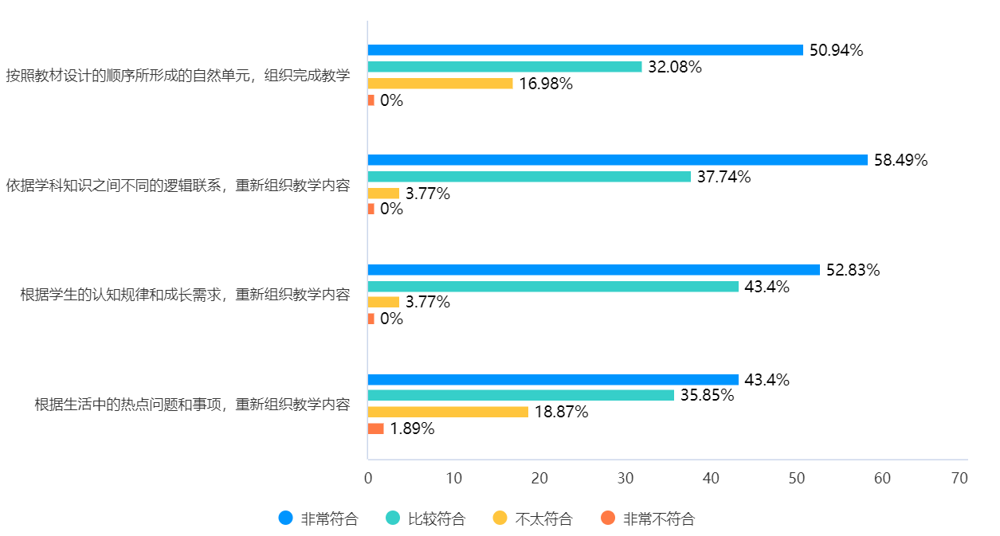 50.94%
按照教材设计的顺序所形成的自然单元，组织完成教学
32.08%
16.98%
0%
58.49%
依据学科知识之间不同的逻辑联系，重新组织教学内容
37.74%
3.77%
0%
52.83%
根据学生的认知规律和成长需求，重新组织教学内容
43.4%
3.77%
0%
43.4%
根据生活中的热点问题和事项，重新组织教学内容
35.85%
18.87%
1.89%
0 10 20 30 40 50 60 70
非常符合 比较符合 不太符合 非常不符合